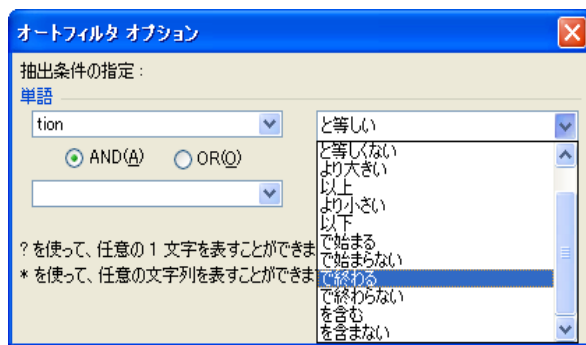 オートフィルタ オプション
抽出条件の指定:
単語
tion
と等しい
AND(A) OR(O)
と等しくない
より大きい
以上
より小さい
以下
で始まる
で始まらない
で終わる
で終わらない
を含む
を含まない
? を使って、任意の 1 文字を表すことができま
* を使って、任意の文字列を表すことができま